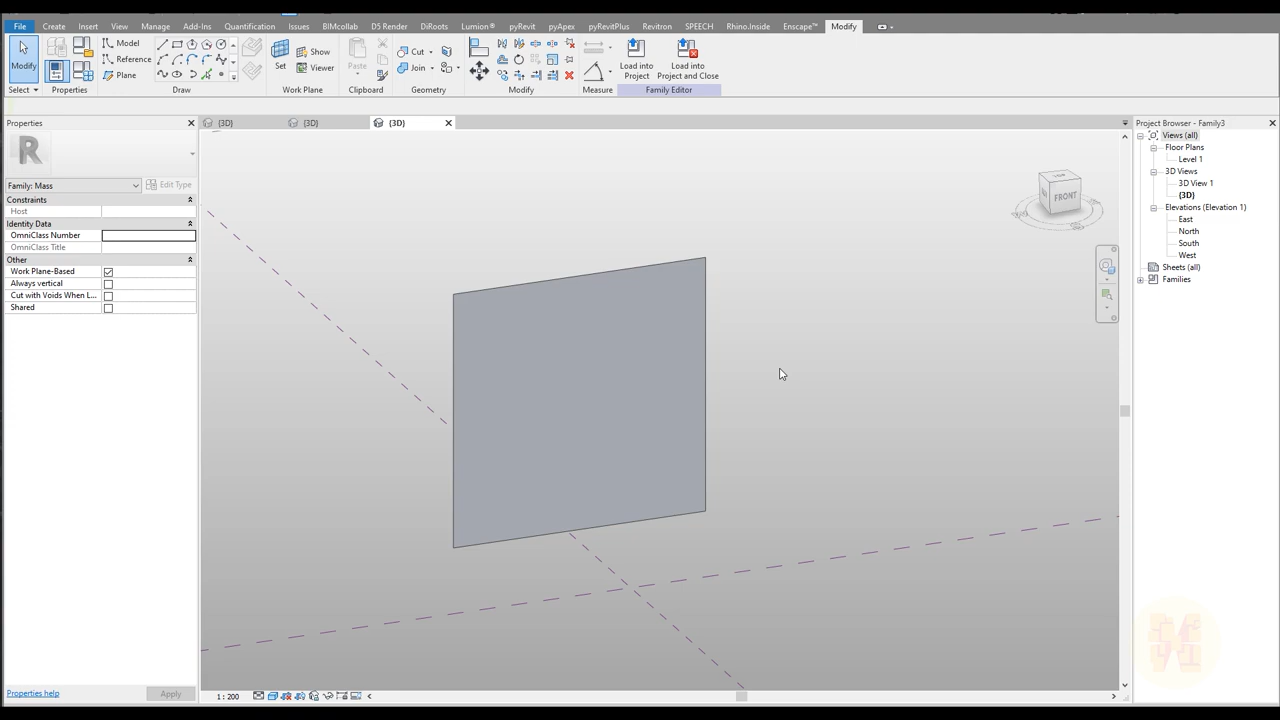 File Create Insert View Manage Add-Ins Quantification Issues BIMcollab D5 Render DiRoots Lumion® pyRevit pyApex pyRevitPlus Revitron SPEECH Rhino.Inside Enscape™ Modify
Modify
Model
Reference
Plane
Set
Show
Viewer
Paste
Cut
Join
Load into
Project
Load into
Project and Close
Select Properties Draw Work Plane Clipboard Geometry Modify Measure Family Editor
Properties
{3D} {3D} {3D}
Project Browser - Family3
R
Family: Mass
Edit Type
Constraints
Host
Identity Data
OmniClass Number
OmniClass Title
Other
Work Plane-Based
Always vertical
Cut with Voids When L...
Shared
Properties help
Apply
TOP
FRONT
Views (all)
Floor Plans
Level 1
3D Views
3D View 1
{3D}
Elevations (Elevation 1)
East
North
South
West
Sheets (all)
Families
1 : 200